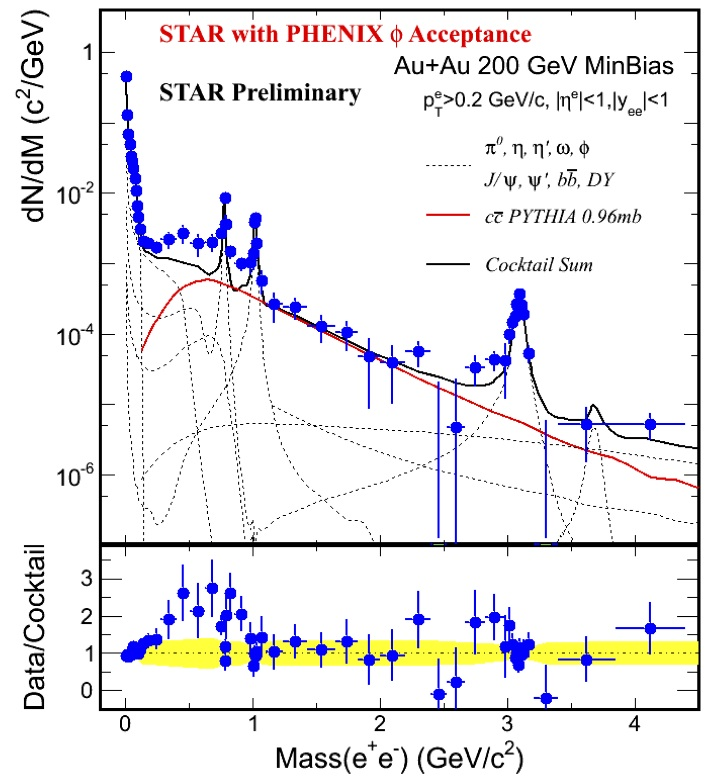 STAR with PHENIX ϕ Acceptance
Au+Au 200 GeV MinBias
STAR Preliminary
p_T^e>0.2 GeV/c, |η^e|<1,|y_ee|<1
π⁰, η, η′, ω, ϕ
J/ψ, ψ′, bb̅, DY
cc̅ PYTHIA 0.96mb
Cocktail Sum
dN/dM (c²/GeV)
1
10⁻²
10⁻⁴
10⁻⁶
Data/Cocktail
3
2
1
0
0 1 2 3 4
Mass(e⁺e⁻) (GeV/c²)